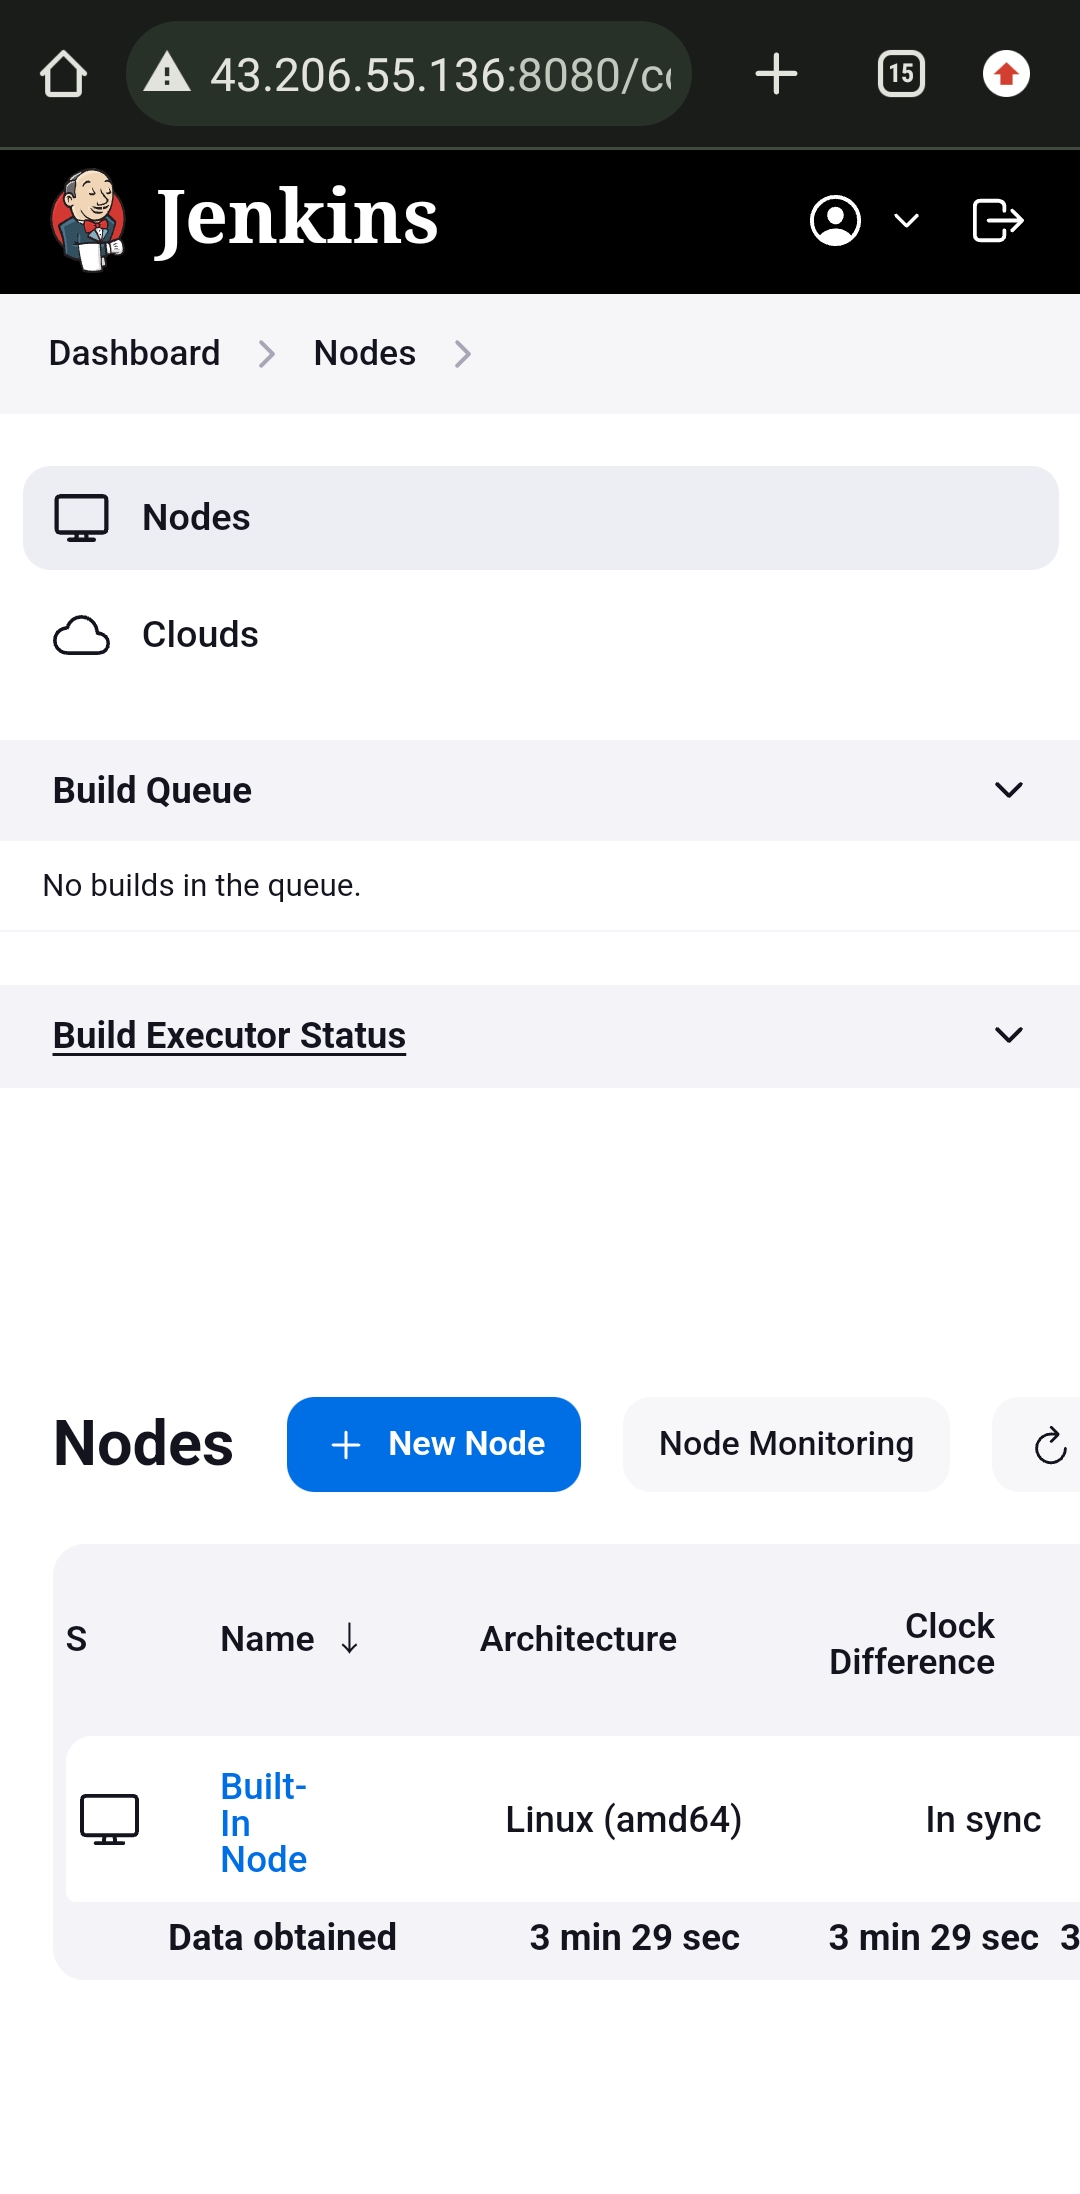 43.206.55.136:8080/c
15
Jenkins
Dashboard
Nodes
Nodes
Clouds
Build Queue
No builds in the queue.
Build Executor Status
Nodes
New Node
Node Monitoring
S Name ↓ Architecture Clock Difference
Built-
In
Node
Linux (amd64) In sync
Data obtained 3 min 29 sec 3 min 29 sec 3